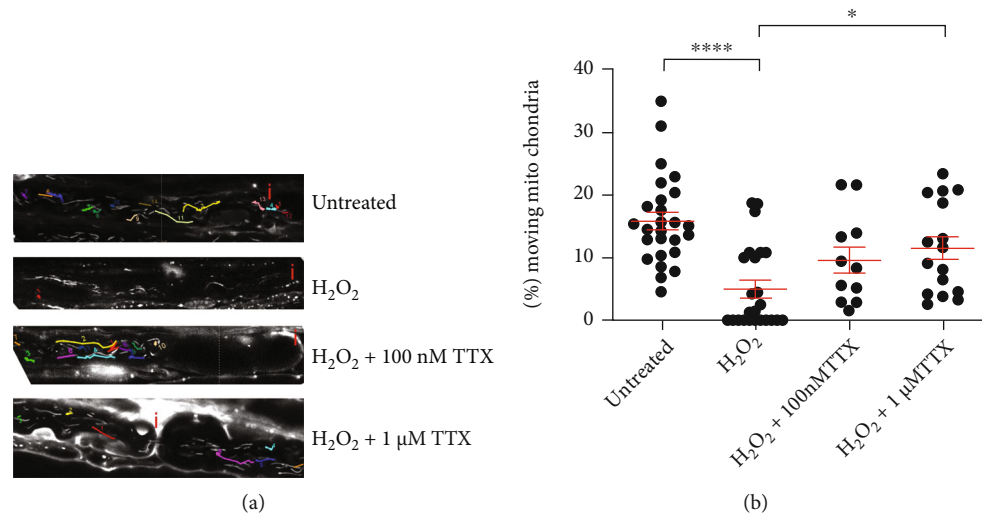 Untreated
H₂O₂
H₂O₂ + 100 nM TTX
H₂O₂ + 1 μM TTX
i
i
i
i
(a)
*
****
(%) moving mito chondria
40
30
20
10
0
Untreated
H₂O₂
H₂O₂ + 100nMTTX
H₂O₂ + 1 μMTTX
(b)